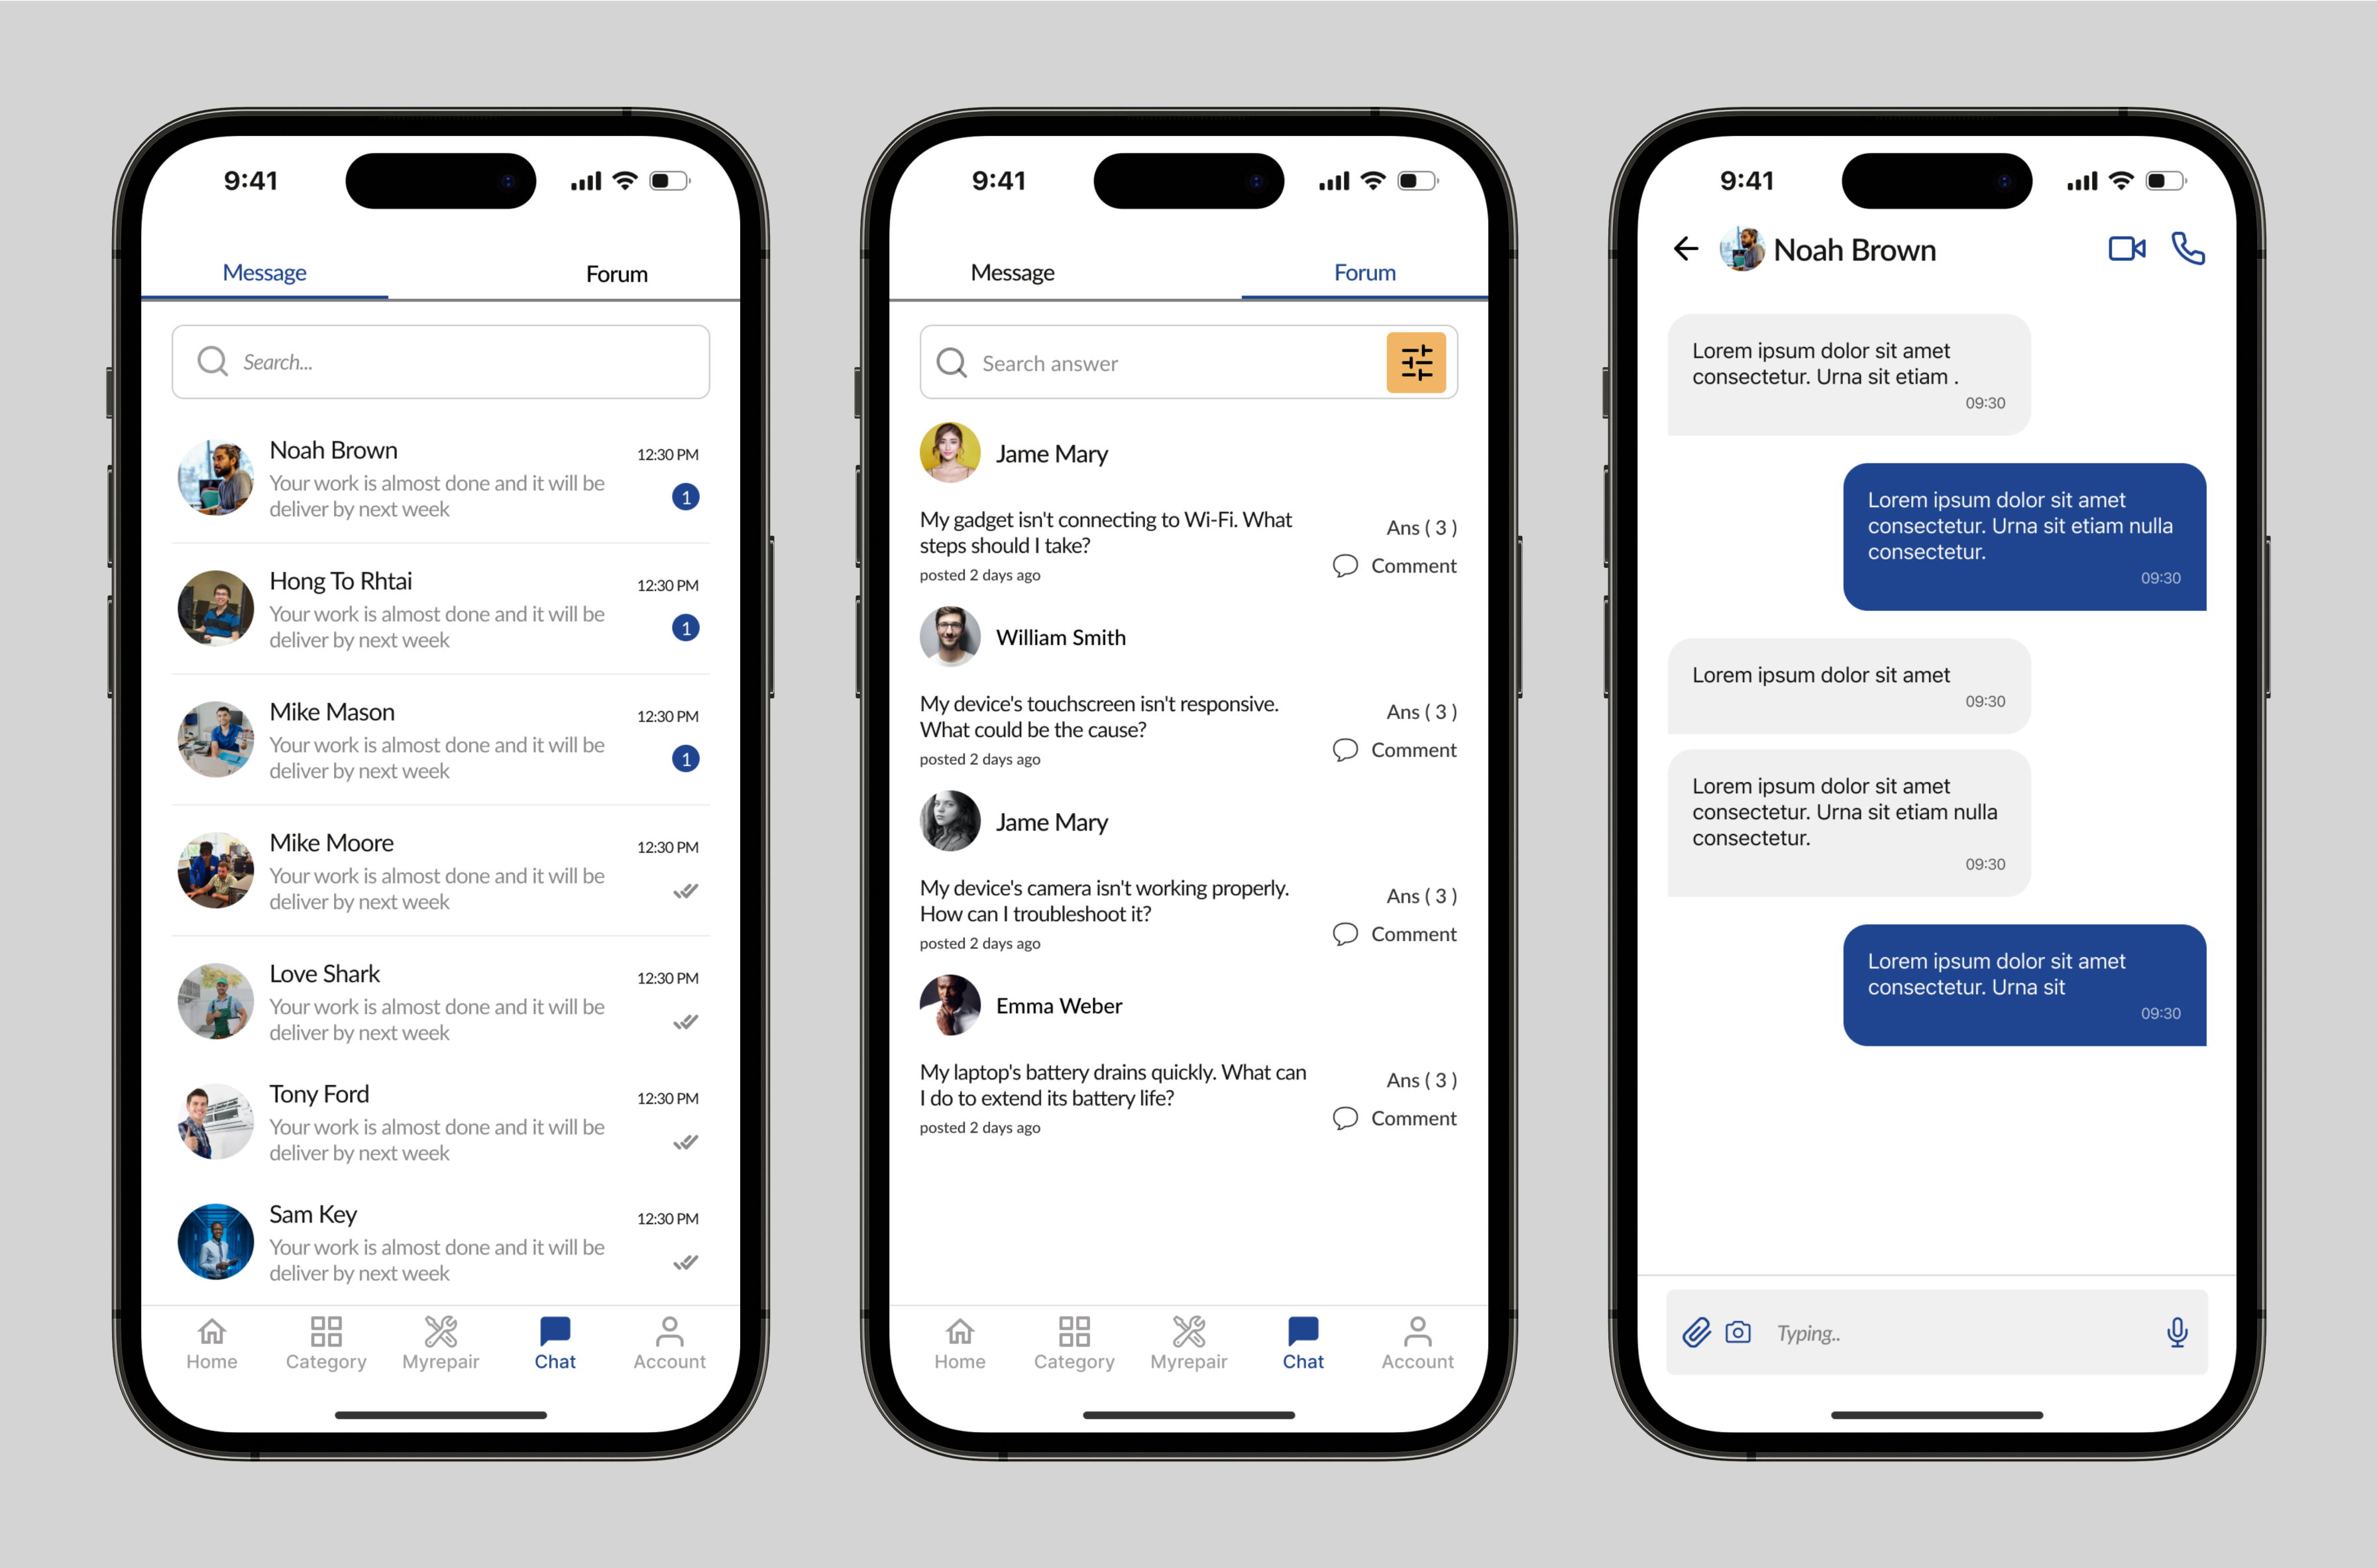 9:41
Message
Forum
Search...
Noah Brown
12:30 PM
Your work is almost done and it will be
deliver by next week
1
Hong To Rhtai
12:30 PM
Your work is almost done and it will be
deliver by next week
1
Mike Mason
12:30 PM
Your work is almost done and it will be
deliver by next week
1
Mike Moore
12:30 PM
Your work is almost done and it will be
deliver by next week
Love Shark
12:30 PM
Your work is almost done and it will be
deliver by next week
Tony Ford
12:30 PM
Your work is almost done and it will be
deliver by next week
Sam Key
12:30 PM
Your work is almost done and it will be
deliver by next week
Home
Category
Myrepair
Chat
Account
9:41
Message
Forum
Search answer
Jame Mary
My gadget isn't connecting to Wi-Fi. What
steps should I take?
posted 2 days ago
Ans ( 3 )
Comment
William Smith
My device's touchscreen isn't responsive.
What could be the cause?
posted 2 days ago
Ans ( 3 )
Comment
Jame Mary
My device's camera isn't working properly.
How can I troubleshoot it?
posted 2 days ago
Ans ( 3 )
Comment
Emma Weber
My laptop's battery drains quickly. What can
I do to extend its battery life?
posted 2 days ago
Ans ( 3 )
Comment
Home
Category
Myrepair
Chat
Account
9:41
Noah Brown
Lorem ipsum dolor sit amet
consectetur. Urna sit etiam .
09:30
Lorem ipsum dolor sit amet
consectetur. Urna sit etiam nulla
consectetur.
09:30
Lorem ipsum dolor sit amet
09:30
Lorem ipsum dolor sit amet
consectetur. Urna sit etiam nulla
consectetur.
09:30
Lorem ipsum dolor sit amet
consectetur. Urna sit
09:30
Typing..